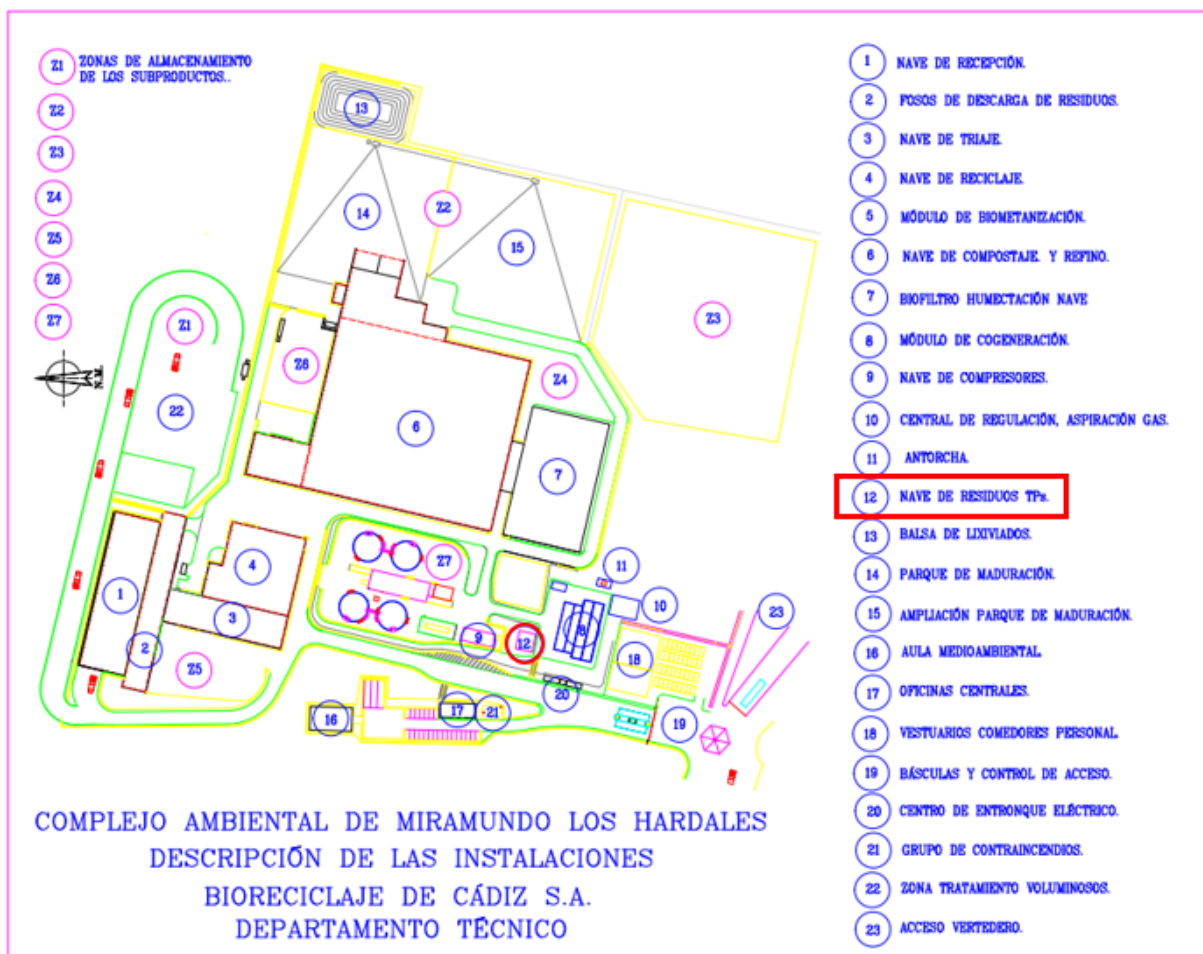 Z1 ZONAS DE ALMACENAMIENTO
DE LOS SUBPRODUCTOS..
Z2
Z3
Z4
Z5
Z6
Z7
N.M.
13
14
Z2
15
Z3
Z1
22
Z6
6
Z4
7
1
2
4
3
Z5
Z7
11
10
9
12
8
18
23
20
16
17
21
19
1 NAVE DE RECEPCIÓN.
2 FOSOS DE DESCARGA DE RESIDUOS.
3 NAVE DE TRIAJE.
4 NAVE DE RECICLAJE.
5 MÓDULO DE BIOMETANIZACIÓN.
6 NAVE DE COMPOSTAJE. Y REFINO.
7 BIOFILTRO HUMECTACIÓN NAVE
8 MÓDULO DE COGENERACIÓN.
9 NAVE DE COMPRESORES.
10 CENTRAL DE REGULACIÓN, ASPIRACIÓN GAS.
11 ANTORCHA.
12 NAVE DE RESIDUOS TPs.
13 BALSA DE LIXIVIADOS.
14 PARQUE DE MADURACIÓN.
15 AMPLIACIÓN PARQUE DE MADURACIÓN.
16 AULA MEDIOAMBIENTAL
17 OFICINAS CENTRALES.
18 VESTUARIOS COMEDORES PERSONAL
19 BÁSCULAS Y CONTROL DE ACCESO.
20 CENTRO DE ENTRONQUE ELÉCTRICO.
21 GRUPO DE CONTRAINCENDIOS.
22 ZONA TRATAMIENTO VOLUMINOSOS.
23 ACCESO VERTEDERO.
COMPLEJO AMBIENTAL DE MIRAMUNDO LOS HARDALES
DESCRIPCIÓN DE LAS INSTALACIONES
BIORECICLAJE DE CÁDIZ S.A.
DEPARTAMENTO TÉCNICO